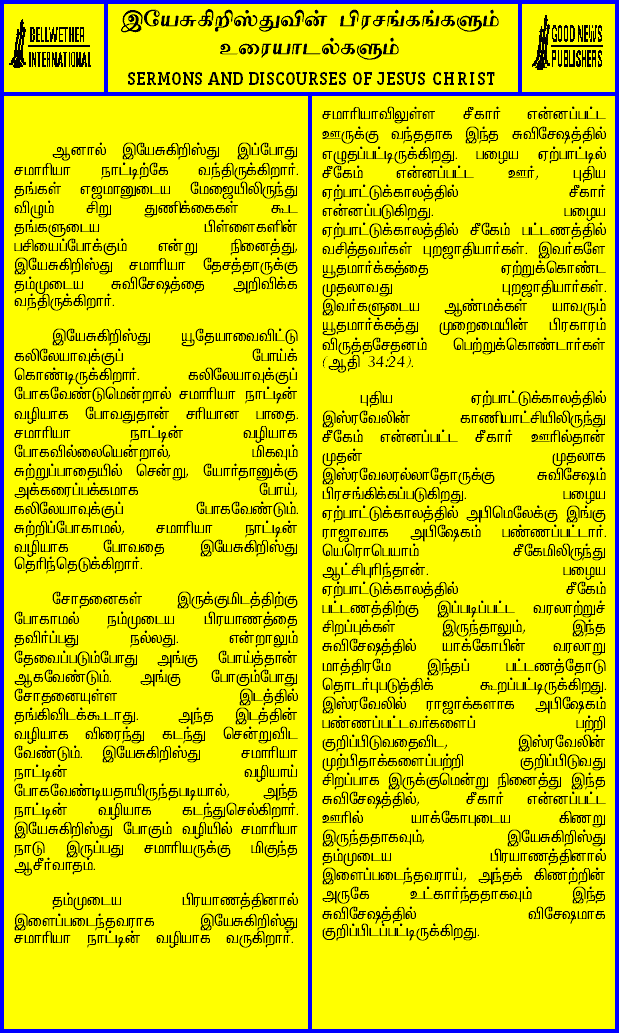 BELLWETHER
INTERNATIONAL
இயேசுகிறிஸ்துவின் பிரசங்கங்களும்
உரையாடல்களும்
SERMONS AND DISCOURSES OF JESUS CHRIST
GOOD NEWS
PUBLISHERS
ஆனால் இயேசுகிறிஸ்து இப்போது
சமாரியா நாட்டிற்கே வந்திருக்கிறார்.
தங்கள் எஜமானுடைய மேஜையிலிருந்து
விழும் சிறு துணிக்கைகள் கூட
தங்களுடைய பிள்ளைகளின்
பசியைப்போக்கும் என்று நினைத்து,
இயேசுகிறிஸ்து சமாரியா தேசத்தாருக்கு
தம்முடைய சுவிசேஷத்தை அறிவிக்க
வந்திருக்கிறார்.
இயேசுகிறிஸ்து யூதேயாவைவிட்டு
கலிலேயாவுக்குப் போய்க்
கொண்டிருக்கிறார். கலிலேயாவுக்குப்
போகவேண்டுமென்றால் சமாரியா நாட்டின்
வழியாக போவதுதான் சரியான பாதை.
சமாரியா நாட்டின் வழியாக
போகவில்லையென்றால், மிகவும்
சுற்றுப்பாதையில் சென்று, யோர்தானுக்கு
அக்கரைப்பக்கமாக போய்,
கலிலேயாவுக்குப் போகவேண்டும்.
சுற்றிப்போகாமல், சமாரியா நாட்டின்
வழியாக போவதை இயேசுகிறிஸ்து
தெரிந்தெடுக்கிறார்.
சோதனைகள் இருக்குமிடத்திற்கு
போகாமல் நம்முடைய பிரயாணத்தை
தவிர்ப்பது நல்லது. என்றாலும்
தேவைப்படும்போது அங்கு போய்த்தான்
ஆகவேண்டும். அங்கு போகும்போது
சோதனையுள்ள இடத்தில்
தங்கிவிடக்கூடாது. அந்த இடத்தின்
வழியாக விரைந்து கடந்து சென்றுவிட
வேண்டும். இயேசுகிறிஸ்து சமாரியா
நாட்டின் வழியாய்
போகவேண்டியதாயிருந்தபடியால், அந்த
நாட்டின் வழியாக கடந்துசெல்கிறார்.
இயேசுகிறிஸ்து போகும் வழியில் சமாரியா
நாடு இருப்பது சமாரியருக்கு மிகுந்த
ஆசீர்வாதம்.
தம்முடைய பிரயாணத்தினால்
இளைப்படைந்தவராக இயேசுகிறிஸ்து
சமாரியா நாட்டின் வழியாக வருகிறார்.
சமாரியாவிலுள்ள சீகார் என்னப்பட்ட
ஊருக்கு வந்ததாக இந்த சுவிசேஷத்தில்
எழுதப்பட்டிருக்கிறது. பழைய ஏற்பாட்டில்
சீகேம் என்னப்பட்ட ஊர், புதிய
ஏற்பாட்டுக்காலத்தில் சீகார்
என்னப்படுகிறது. பழைய
ஏற்பாட்டுக்காலத்தில் சீகேம் பட்டணத்தில்
வசித்தவர்கள் புறஜாதியார்கள். இவர்களே
யூதமார்க்கத்தை ஏற்றுக்கொண்ட
முதலாவது புறஜாதியார்கள்.
இவர்களுடைய ஆண்மக்கள் யாவரும்
யூதமார்க்கத்து முறைமையின் பிரகாரம்
விருத்தசேதனம் பெற்றுக்கொண்டார்கள்
(ஆதி 34:24).
புதிய ஏற்பாட்டுக்காலத்தில்
இஸ்ரவேலின் காணியாட்சியிலிருந்து
சீகேம் என்னப்பட்ட சீகார் ஊரில்தான்
முதன் முதலாக
இஸ்ரவேலரல்லாதோருக்கு சுவிசேஷம்
பிரசங்கிக்கப்படுகிறது. பழைய
ஏற்பாட்டுக்காலத்தில் அபிமெலேக்கு இங்கு
ராஜாவாக அபிஷேகம் பண்ணப்பட்டார்.
யெரொபெயாம் சீகேமிலிருந்து
ஆட்சிபுரிந்தான். பழைய
ஏற்பாட்டுக்காலத்தில் சீகேம்
பட்டணத்திற்கு இப்படிப்பட்ட வரலாற்றுச்
சிறப்புக்கள் இருந்தாலும், இந்த
சுவிசேஷத்தில் யாக்கோபின் வரலாறு
மாத்திரமே இந்தப் பட்டணத்தோடு
தொடர்புபடுத்திக் கூறப்பட்டிருக்கிறது.
இஸ்ரவேலில் ராஜாக்களாக அபிஷேகம்
பண்ணப்பட்டவர்களைப் பற்றி
குறிப்பிடுவதைவிட, இஸ்ரவேலின்
முற்பிதாக்களைப்பற்றி குறிப்பிடுவது
சிறப்பாக இருக்குமென்று நினைத்து இந்த
சுவிசேஷத்தில், சீகார் என்னப்பட்ட
ஊரில் யாக்கோபுடைய கிணறு
இருந்ததாகவும், இயேசுகிறிஸ்து
தம்முடைய பிரயாணத்தினால்
இளைப்படைந்தவராய், அந்தக் கிணற்றின்
அருகே உட்கார்ந்ததாகவும் இந்த
சுவிசேஷத்தில் விசேஷமாக
குறிப்பிடப்பட்டிருக்கிறது.